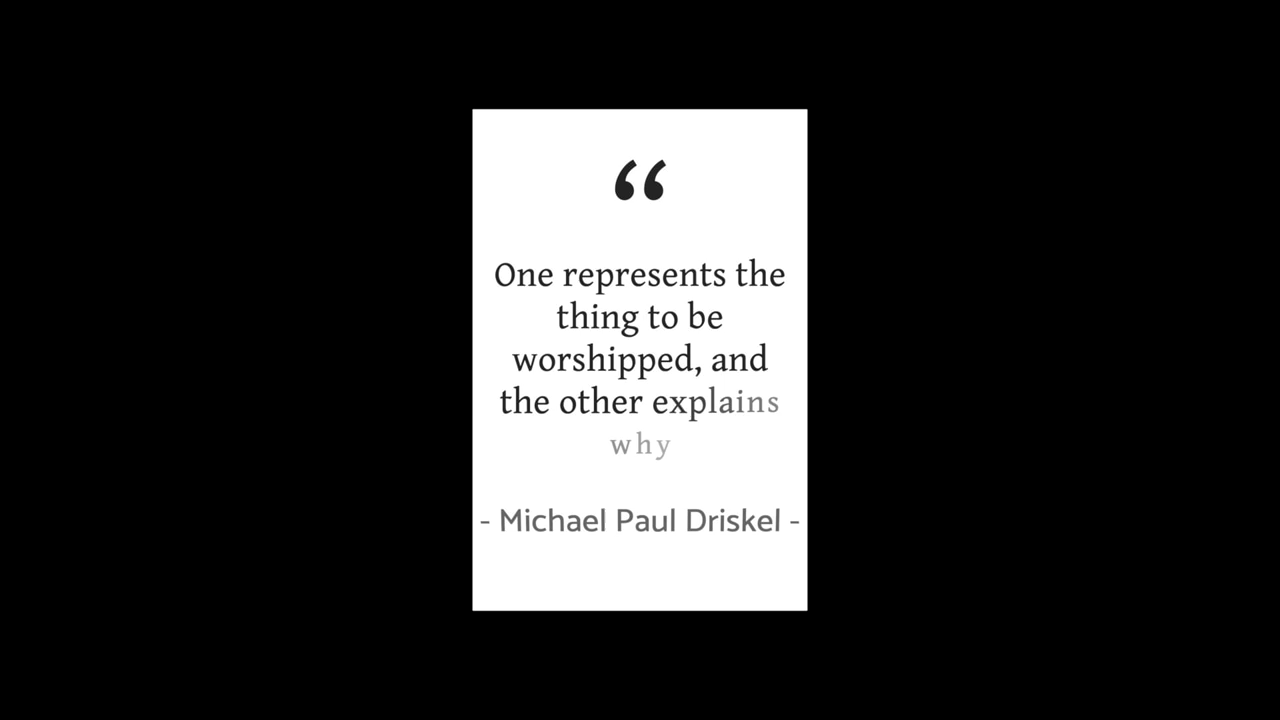 “
One represents the
thing to be
worshipped, and
the other explains
why
- Michael Paul Driskel -